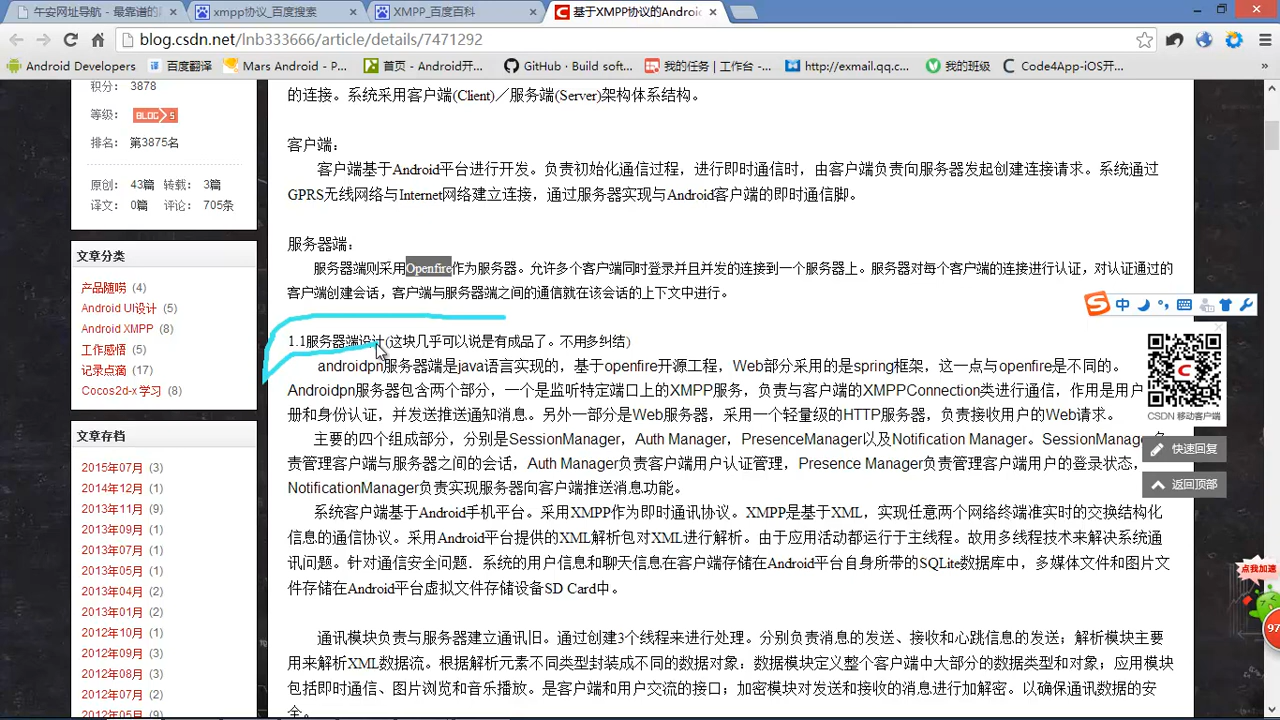 午安网址导航 - 最靠谱的
xmpp协议_百度搜索
XMPP_百度百科
基于XMPP协议的Androi
blog.csdn.net/lnb333666/article/details/7471292
Android Developers
百度翻译
Mars Android - P...
首页 - Android开...
GitHub · Build soft...
我的任务 | 工作台 -...
http://exmail.qq.c...
我的班级
Code4App-iOS开...
积分： 3878
等级： BLOG 5
排名： 第3875名
原创： 43篇 转载： 3篇
译文： 0篇 评论： 705条
文章分类
产品随唠 (4)
Android UI设计 (5)
Android XMPP (8)
工作感悟 (5)
记录点滴 (17)
Cocos2d-x 学习 (8)
文章存档
2015年07月 (3)
2014年12月 (1)
2013年11月 (9)
2013年09月 (1)
2013年07月 (1)
2013年05月 (1)
2013年04月 (2)
2013年01月 (2)
2012年10月 (1)
2012年09月 (3)
2012年08月 (3)
2012年07月 (2)
2012年05月 (9)
的连接。系统采用客户端(Client)／服务端(Server)架构体系结构。
客户端：
客户端基于Android平台进行开发。负责初始化通信过程，进行即时通信时，由客户端负责向服务器发起创建连接请求。系统通过
GPRS无线网络与Internet网络建立连接，通过服务器实现与Android客户端的即时通信脚。
服务器端：
服务器端则采用Openfire作为服务器。允许多个客户端同时登录并且并发的连接到一个服务器上。服务器对每个客户端的连接进行认证，对认证通过的
客户端创建会话，客户端与服务器端之间的通信就在该会话的上下文中进行。
1.1服务器端设计(这块几乎可以说是有成品了。不用多纠结)
androidpn服务器端是java语言实现的，基于openfire开源工程，Web部分采用的是spring框架，这一点与openfire是不同的。
Androidpn服务器包含两个部分，一个是监听特定端口上的XMPP服务，负责与客户端的XMPPConnection类进行通信，作用是用户
册和身份认证，并发送推送通知消息。另外一部分是Web服务器，采用一个轻量级的HTTP服务器，负责接收用户的Web请求。
主要的四个组成部分，分别是SessionManager，Auth Manager，PresenceManager以及Notification Manager。SessionManager负
责管理客户端与服务器之间的会话，Auth Manager负责客户端用户认证管理，Presence Manager负责管理客户端用户的登录状态，
NotificationManager负责实现服务器向客户端推送消息功能。
系统客户端基于Android手机平台。采用XMPP作为即时通讯协议。XMPP是基于XML，实现任意两个网络终端准实时的交换结构化
信息的通信协议。采用Android平台提供的XML解析包对XML进行解析。由于应用活动都运行于主线程。故用多线程技术来解决系统通
讯问题。针对通信安全问题．系统的用户信息和聊天信息在客户端存储在Android平台自身所带的SQLite数据库中，多媒体文件和图片文
件存储在Android平台虚拟文件存储设备SD Card中。
通讯模块负责与服务器建立通讯旧。通过创建3个线程来进行处理。分别负责消息的发送、接收和心跳信息的发送；解析模块主要
用来解析XML数据流。根据解析元素不同类型封装成不同的数据对象；数据模块定义整个客户端中大部分的数据类型和对象；应用模块
包括即时通信、图片浏览和音乐播放。是客户端和用户交流的接口．加密模块对发送和接收的消息进行加解密。以确保通讯数据的安
全。
中
CSDN 移动客户端
快速回复
返回顶部
点我加速
97